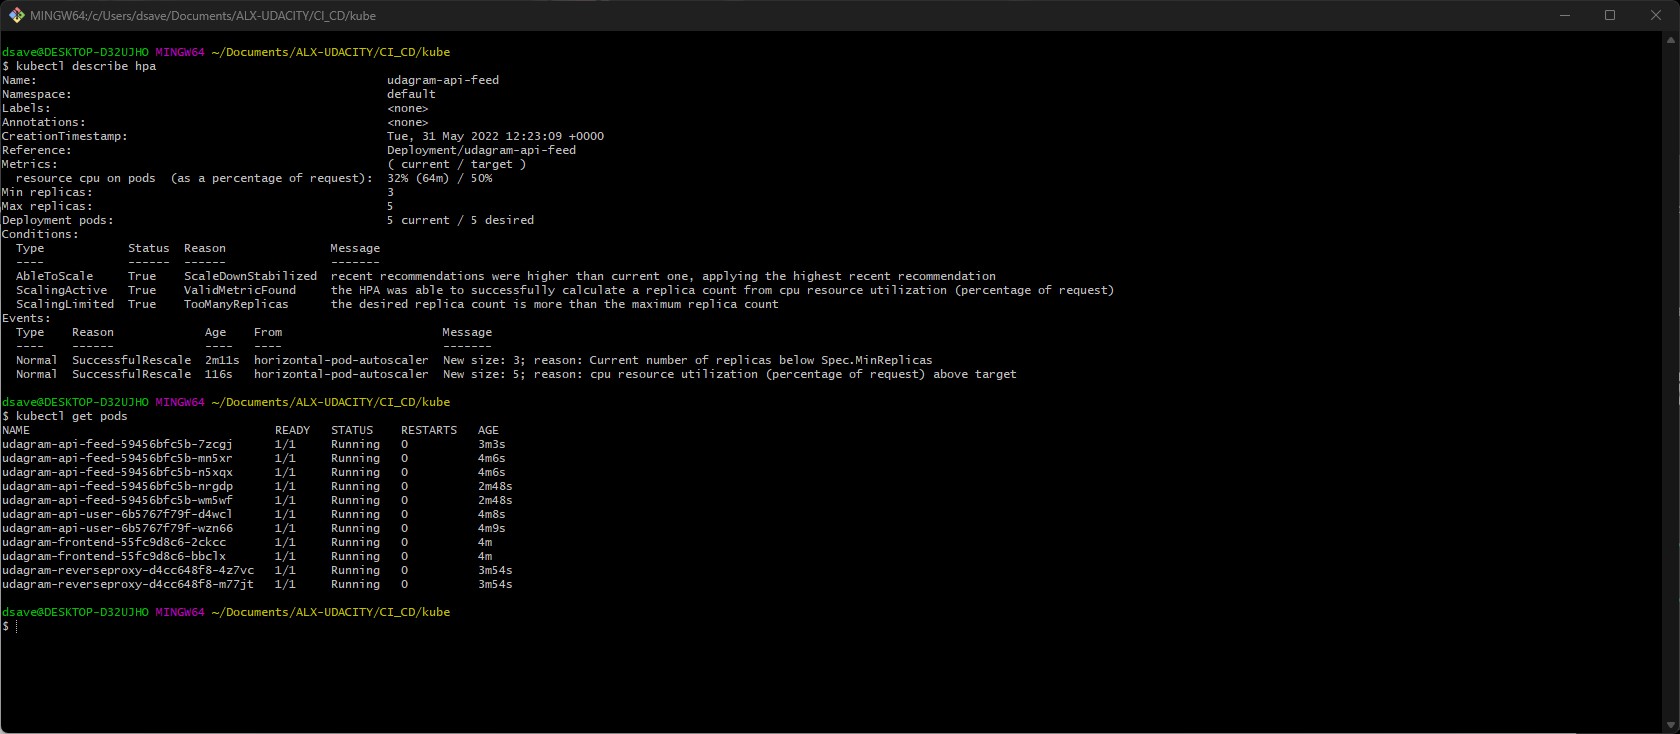 MINGW64:/c/Users/dsave/Documents/ALX-UDACITY/CI_CD/kube
dsave@DESKTOP-D32UJHO MINGW64 ~/Documents/ALX-UDACITY/CI_CD/kube
$ kubectl describe hpa
Name:                                                  udagram-api-feed
Namespace:                                             default
Labels:                                                <none>
Annotations:                                           <none>
CreationTimestamp:                                     Tue, 31 May 2022 12:23:09 +0000
Reference:                                             Deployment/udagram-api-feed
Metrics:                                               ( current / target )
  resource cpu on pods  (as a percentage of request):  32% (64m) / 50%
Min replicas:                                          3
Max replicas:                                          5
Deployment pods:                                       5 current / 5 desired
Conditions:
  Type            Status  Reason               Message
  ----            ------  ------               -------
  AbleToScale     True    ScaleDownStabilized  recent recommendations were higher than current one, applying the highest recent recommendation
  ScalingActive   True    ValidMetricFound     the HPA was able to successfully calculate a replica count from cpu resource utilization (percentage of request)
  ScalingLimited  True    TooManyReplicas      the desired replica count is more than the maximum replica count
Events:
  Type    Reason             Age    From                       Message
  ----    ------             ----   ----                       -------
  Normal  SuccessfulRescale  2m11s  horizontal-pod-autoscaler  New size: 3; reason: Current number of replicas below Spec.MinReplicas
  Normal  SuccessfulRescale  116s   horizontal-pod-autoscaler  New size: 5; reason: cpu resource utilization (percentage of request) above target
dsave@DESKTOP-D32UJHO MINGW64 ~/Documents/ALX-UDACITY/CI_CD/kube
$ kubectl get pods
NAME                                   READY   STATUS    RESTARTS   AGE
udagram-api-feed-59456bfc5b-7zcgj      1/1     Running   0          3m3s
udagram-api-feed-59456bfc5b-mn5xr      1/1     Running   0          4m6s
udagram-api-feed-59456bfc5b-n5xqx      1/1     Running   0          4m6s
udagram-api-feed-59456bfc5b-nrgdp      1/1     Running   0          2m48s
udagram-api-feed-59456bfc5b-wm5wf      1/1     Running   0          2m48s
udagram-api-user-6b5767f79f-d4wcl      1/1     Running   0          4m8s
udagram-api-user-6b5767f79f-wzn66      1/1     Running   0          4m9s
udagram-frontend-55fc9d8c6-2ckcc       1/1     Running   0          4m
udagram-frontend-55fc9d8c6-bbclx       1/1     Running   0          4m
udagram-reverseproxy-d4cc648f8-4z7vc   1/1     Running   0          3m54s
udagram-reverseproxy-d4cc648f8-m77jt   1/1     Running   0          3m54s
dsave@DESKTOP-D32UJHO MINGW64 ~/Documents/ALX-UDACITY/CI_CD/kube
$